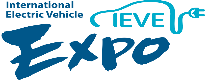 International
Electric Vehicle
IEVE
EXPO